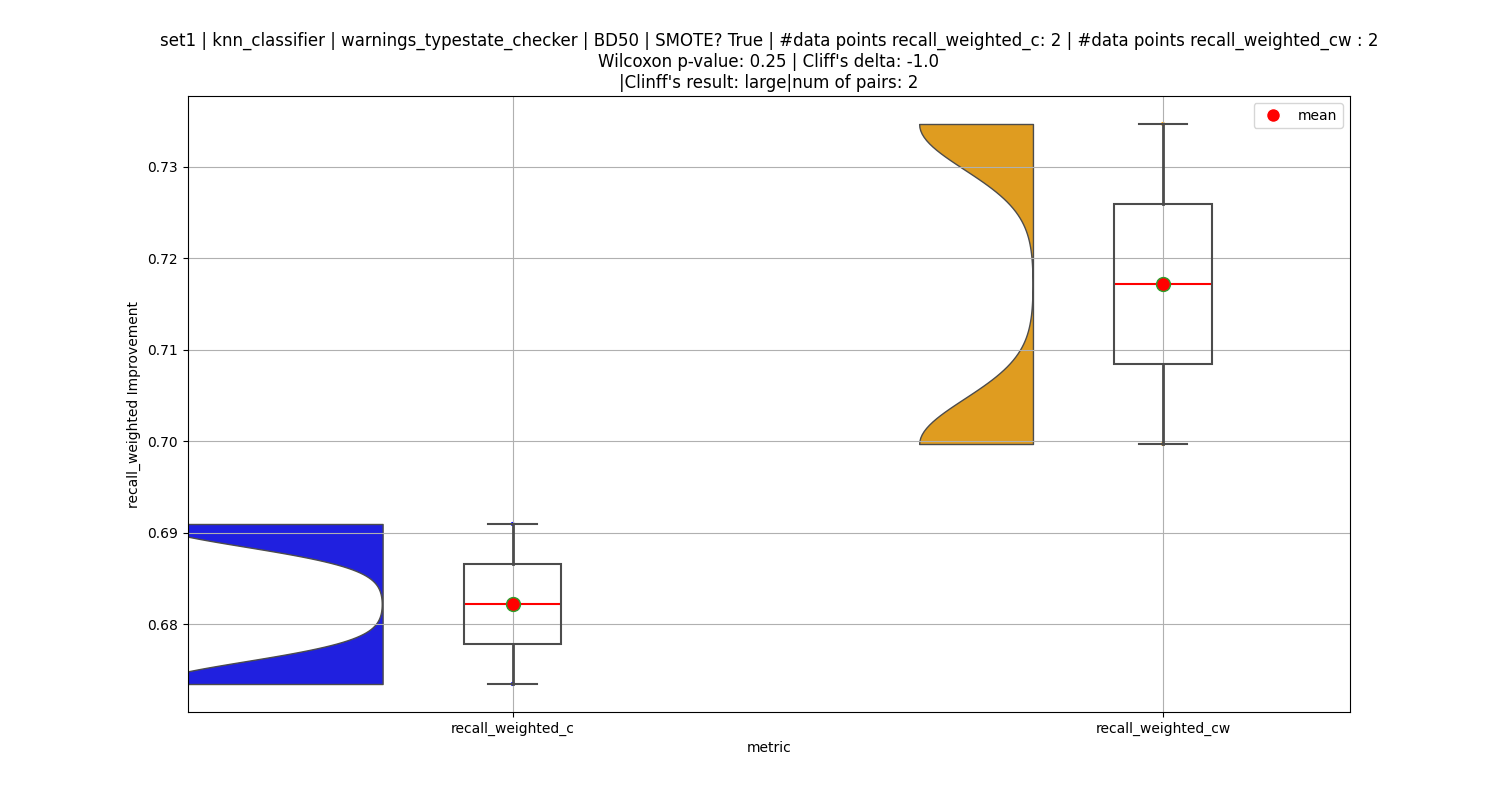 set1 | knn_classifier | warnings_typestate_checker | BD50 | SMOTE? True | #data points recall_weighted_c: 2 | #data points recall_weighted_cw : 2
Wilcoxon p-value: 0.25 | Cliff's delta: -1.0
|Clinff's result: large|num of pairs: 2
mean
0.73
0.72
0.71
0.70
0.69
0.68
recall_weighted Improvement
recall_weighted_c
recall_weighted_cw
metric